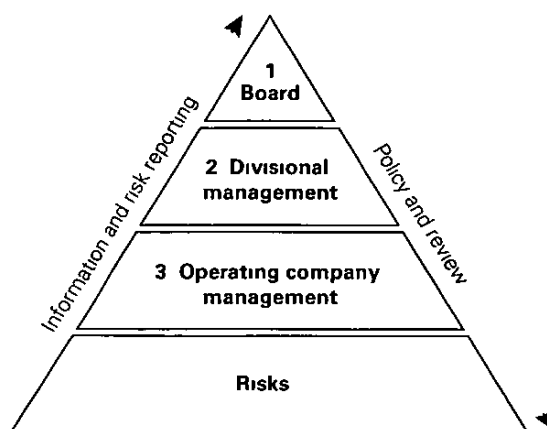 1
Board
Information and risk reporting
Policy and review
2 Divisional
management
3 Operating company
management
Risks